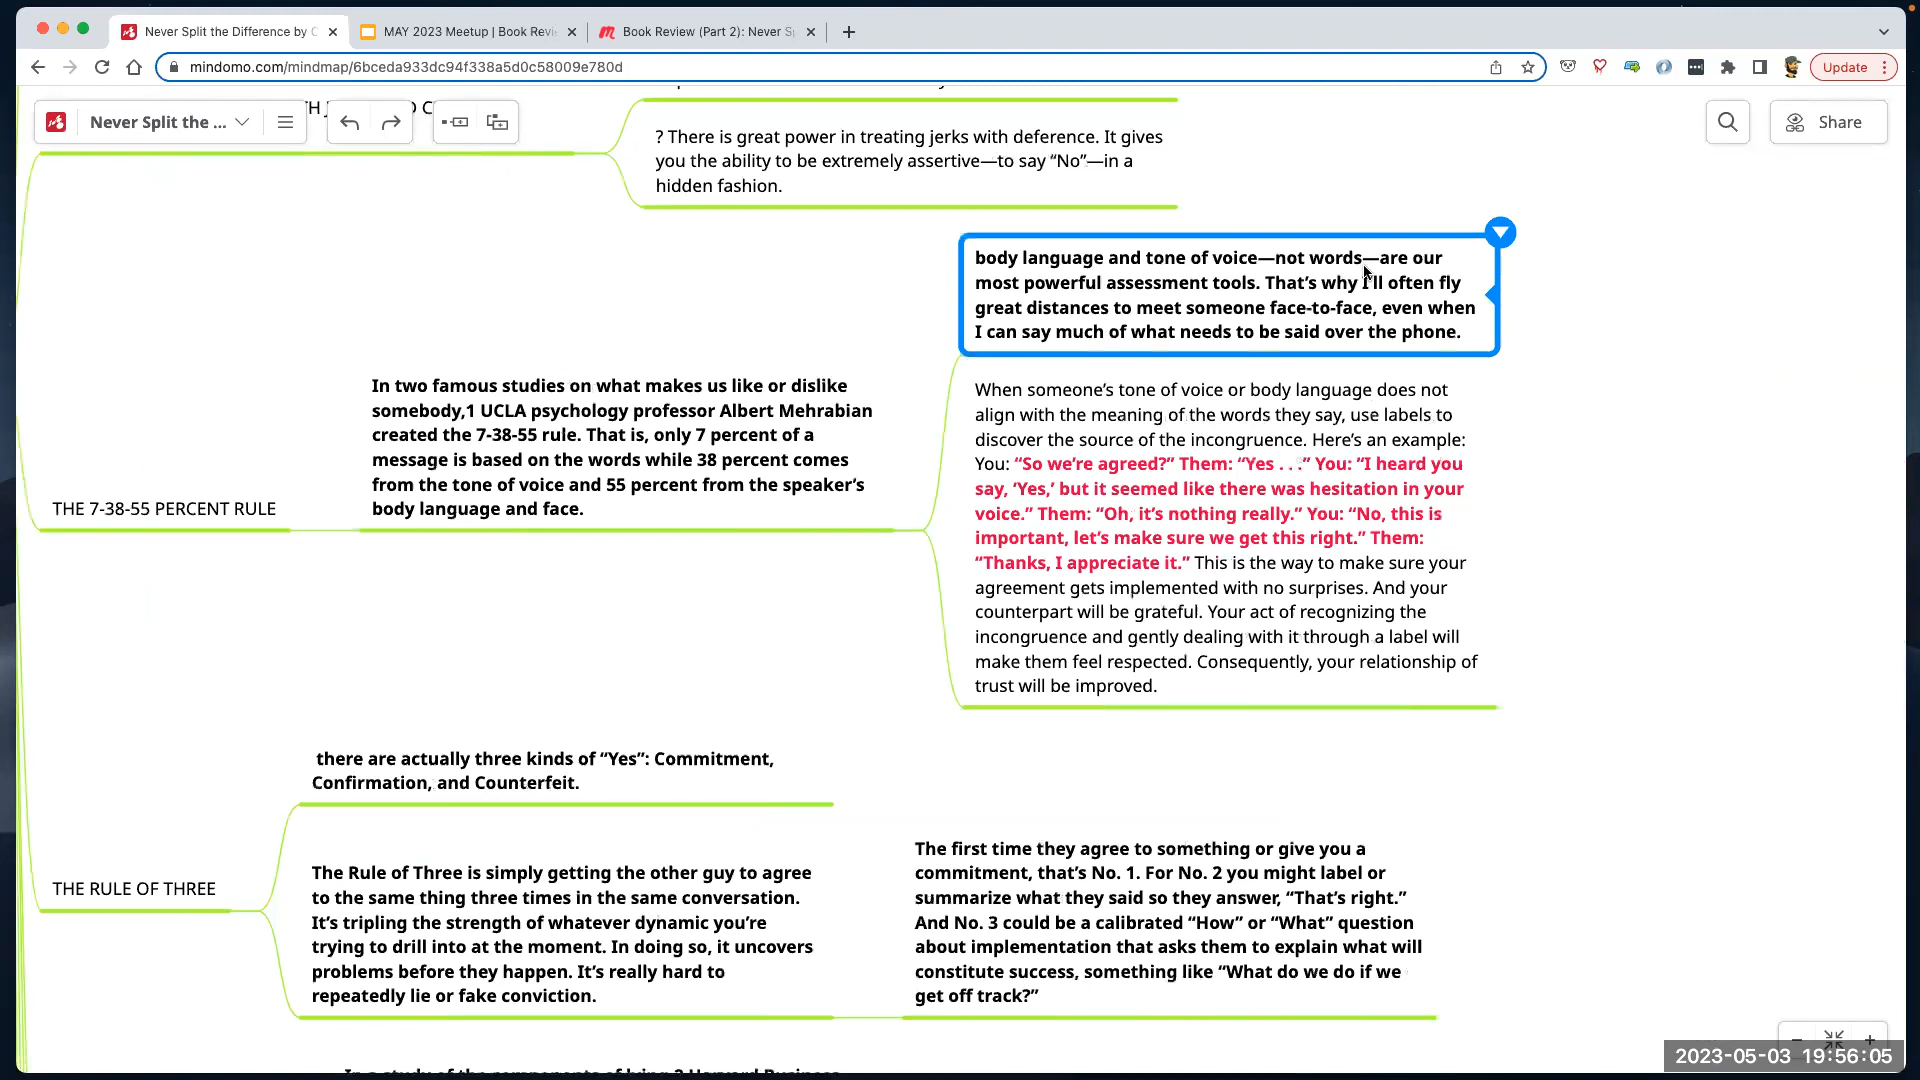 Never Split the Difference by C
MAY 2023 Meetup | Book Revi
Book Review (Part 2): Never S
mindomo.com/mindmap/6bceda933dc94f338a5d0c58009e780d
Update
Never Split the ...
Share
? There is great power in treating jerks with deference. It gives
you the ability to be extremely assertive—to say “No”—in a
hidden fashion.
body language and tone of voice—not words—are our
most powerful assessment tools. That’s why I’ll often fly
great distances to meet someone face-to-face, even when
I can say much of what needs to be said over the phone.
In two famous studies on what makes us like or dislike
somebody,1 UCLA psychology professor Albert Mehrabian
created the 7-38-55 rule. That is, only 7 percent of a
message is based on the words while 38 percent comes
from the tone of voice and 55 percent from the speaker’s
body language and face.
THE 7-38-55 PERCENT RULE
When someone’s tone of voice or body language does not
align with the meaning of the words they say, use labels to
discover the source of the incongruence. Here’s an example:
You: “So we’re agreed?” Them: “Yes . . .” You: “I heard you
say, ‘Yes,’ but it seemed like there was hesitation in your
voice.” Them: “Oh, it’s nothing really.” You: “No, this is
important, let’s make sure we get this right.” Them:
“Thanks, I appreciate it.” This is the way to make sure your
agreement gets implemented with no surprises. And your
counterpart will be grateful. Your act of recognizing the
incongruence and gently dealing with it through a label will
make them feel respected. Consequently, your relationship of
trust will be improved.
there are actually three kinds of “Yes”: Commitment,
Confirmation, and Counterfeit.
THE RULE OF THREE
The Rule of Three is simply getting the other guy to agree
to the same thing three times in the same conversation.
It’s tripling the strength of whatever dynamic you’re
trying to drill into at the moment. In doing so, it uncovers
problems before they happen. It’s really hard to
repeatedly lie or fake conviction.
The first time they agree to something or give you a
commitment, that’s No. 1. For No. 2 you might label or
summarize what they said so they answer, “That’s right.”
And No. 3 could be a calibrated “How” or “What” question
about implementation that asks them to explain what will
constitute success, something like “What do we do if we
get off track?”
2023-05-03 19:56:05